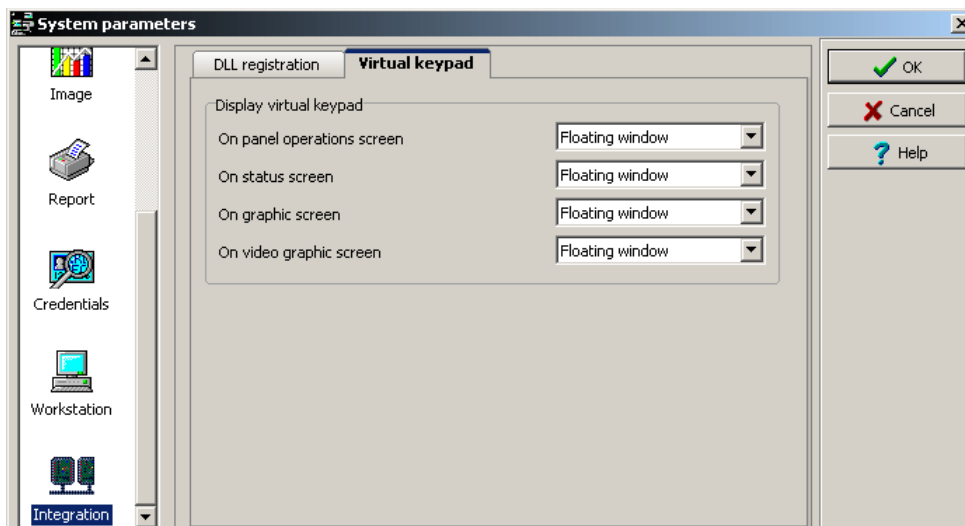 System parameters
Image
Report
Credentials
Workstation
Integration
DLL registration
Virtual keypad
Display virtual keypad
On panel operations screen
Floating window
On status screen
Floating window
On graphic screen
Floating window
On video graphic screen
Floating window
OK
Cancel
Help